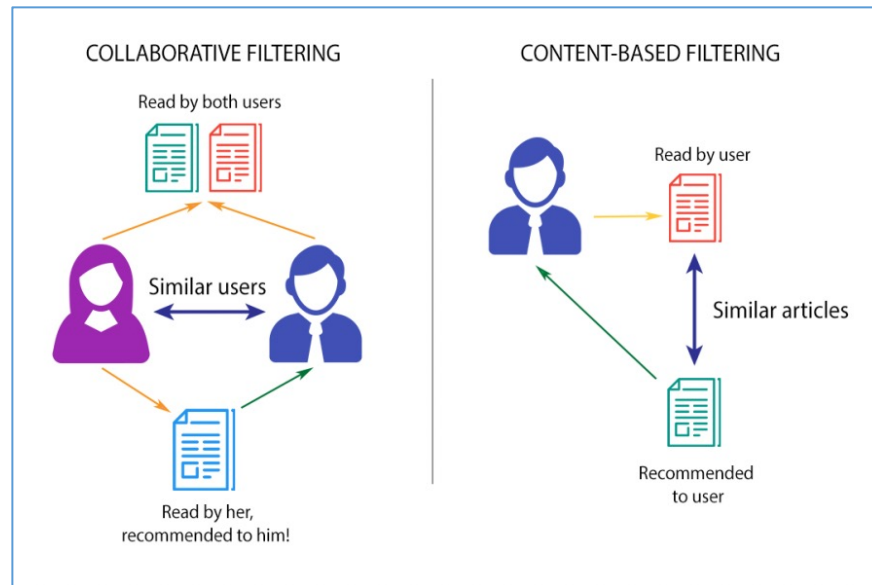 COLLABORATIVE FILTERING
Read by both users
Similar users
Read by her,
recommended to him!
CONTENT-BASED FILTERING
Read by user
Similar articles
Recommended
to user